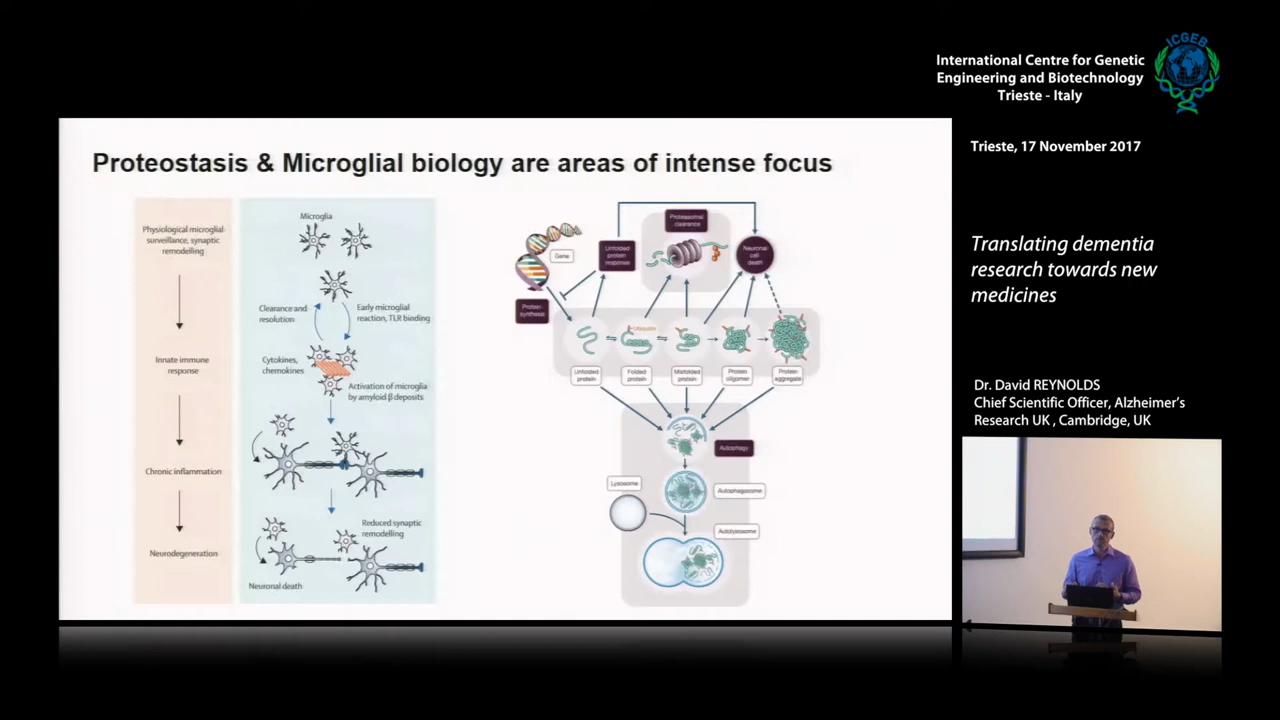 ICGEB
International Centre for Genetic
Engineering and Biotechnology
Trieste - Italy
Trieste, 17 November 2017
Translating dementia
research towards new
medicines
Dr. David REYNOLDS
Chief Scientific Officer, Alzheimer's
Research UK , Cambridge, UK
Proteostasis & Microglial biology are areas of intense focus
Physiological microglial
surveillance, synaptic
remodelling
Innate immune
response
Chronic inflammation
Neurodegeneration
Microglia
Clearance and
resolution
Early microglial
reaction, TLR binding
Cytokines,
chemokines
Activation of microglia
by amyloid β deposits
Reduced synaptic
remodelling
Neuronal death
Gene
Protein
synthesis
Unfolded
protein
response
Proteasomal
clearance
Neuronal
cell
death
Ubiquitin
Unfolded
protein
Folded
protein
Misfolded
protein
Protein
oligomer
Protein
aggregate
Autophagy
Lysosome
Autophagosome
Autolysosome